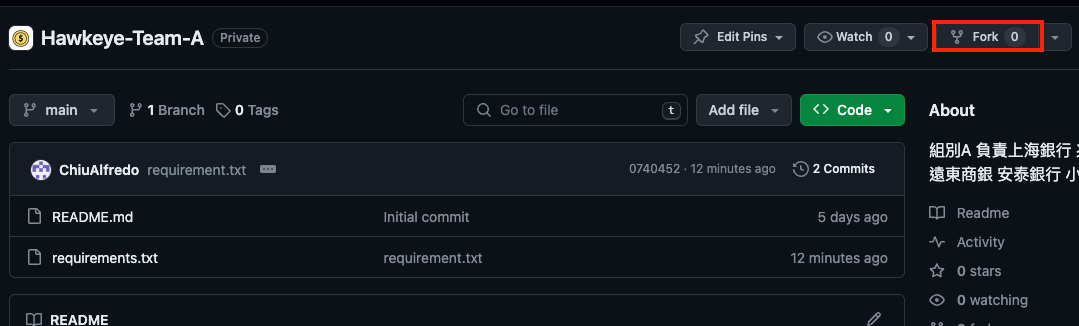 Hawkeye-Team-A Private Edit Pins Watch 0 Fork 0
main 1 Branch 0 Tags Go to file t Add file Code
About
組別A 負責上海銀行
遠東商銀 安泰銀行 小
ChiuAlfredo requirement.txt 0740452 · 12 minutes ago 2 Commits
README.md Initial commit 5 days ago
requirements.txt requirement.txt 12 minutes ago
Readme
Activity
0 stars
0 watching
README